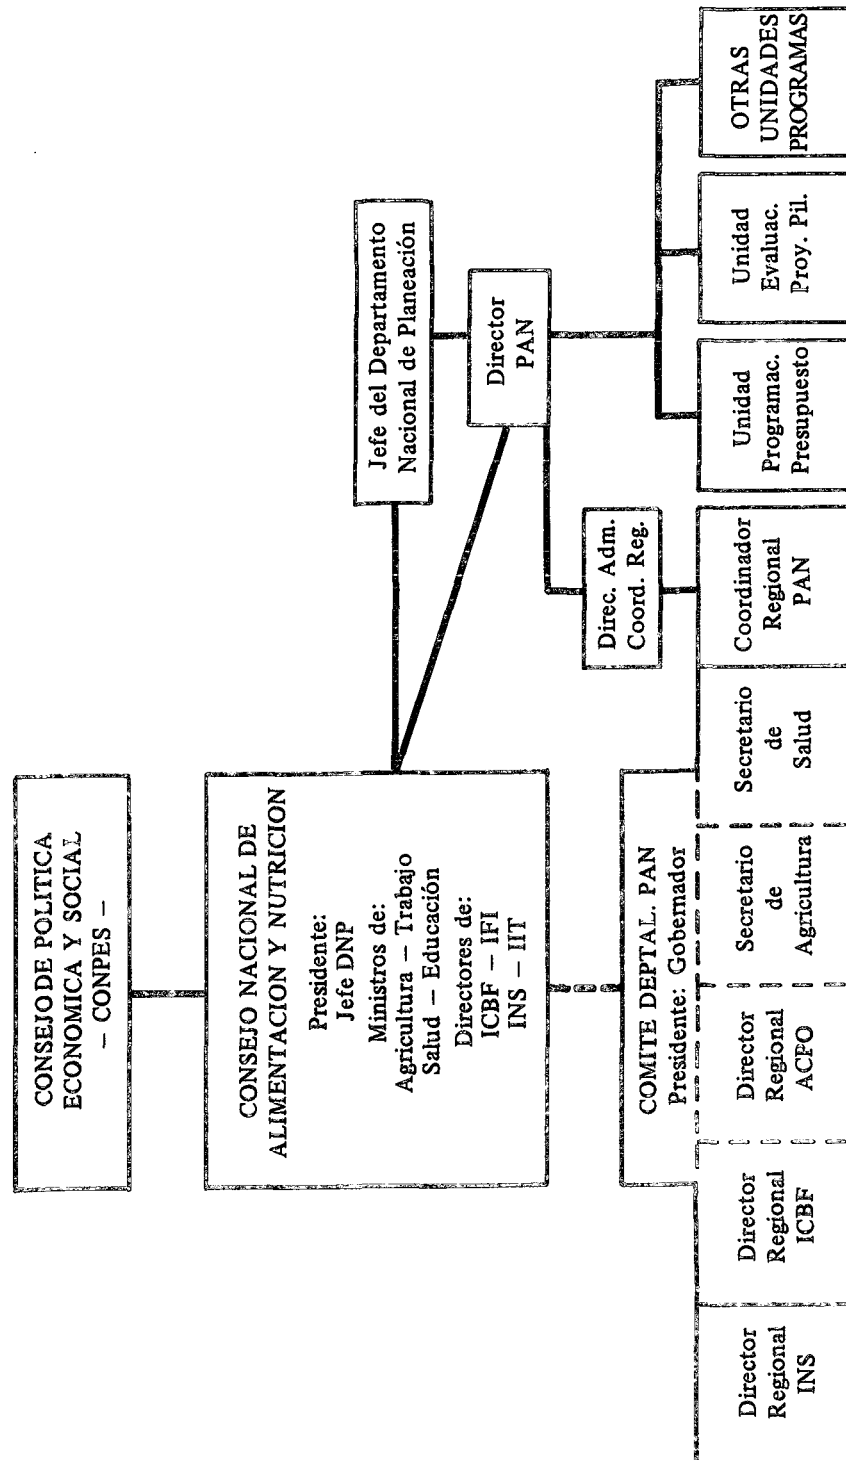 CONSEJO DE POLITICA
ECONOMICA Y SOCIAL
– CONPES –
CONSEJO NACIONAL DE
ALIMENTACION Y NUTRICION
Presidente:
Jefe DNP
Ministros de:
Agricultura – Trabajo
Salud – Educación
Directores de:
ICBF – IFI
INS – IIT
Jefe del Departamento
Nacional de Planeación
Director
PAN
Direc. Adm.
Coord. Reg.
COMITE DEPTAL. PAN
Presidente: Gobernador
Director
Regional
INS
Director
Regional
ICBF
Director
Regional
ACPO
Secretario
de
Agricultura
Secretario
de
Salud
Coordinador
Regional
PAN
Unidad
Programac.
Presupuesto
Unidad
Evaluac.
Proy. Pil.
OTRAS
UNIDADES
PROGRAMAS